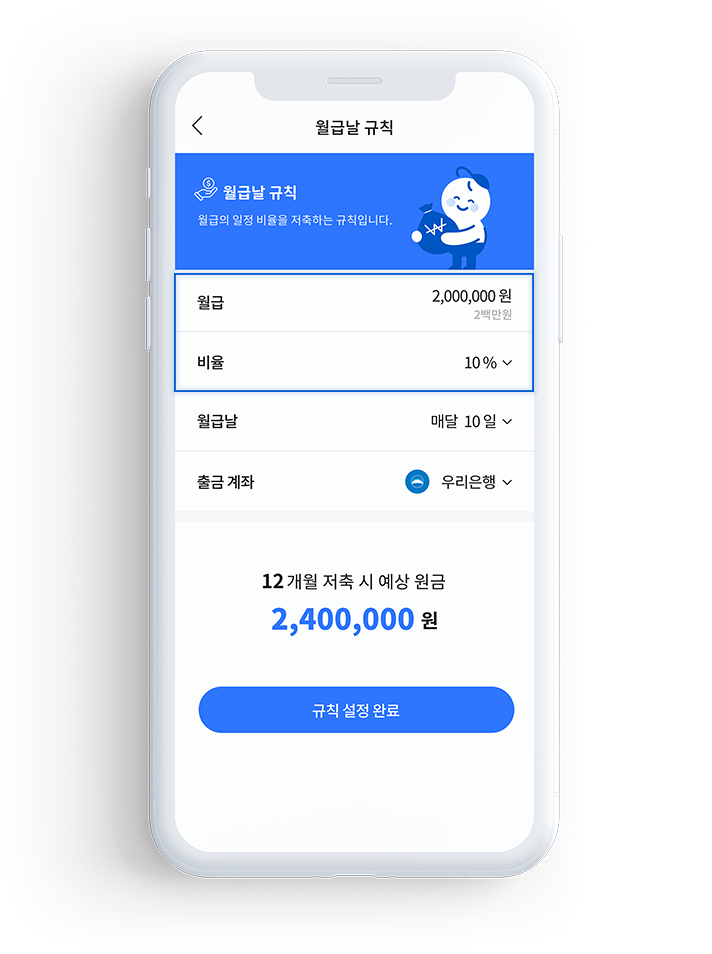 월급날 규칙
월급날 규칙
월급의 일정 비율을 저축하는 규칙입니다.
월급 2,000,000 원
2백만원
비율 10 %
월급날 매달 10 일
출금 계좌 우리은행
12개월 저축 시 예상 원금
2,400,000 원
규칙 설정 완료